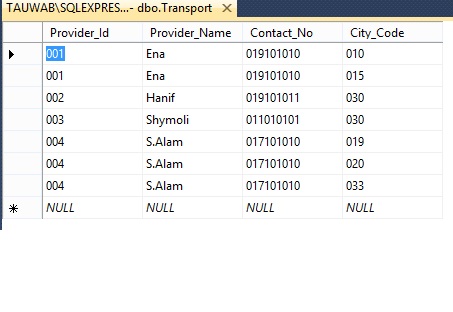 TAUWAB\SQLEXPRES...- dbo.Transport
Provider_Id Provider_Name Contact_No City_Code
001 Ena 019101010 010
001 Ena 019101010 015
002 Hanif 019101011 030
003 Shymoli 011010101 030
004 S.Alam 017101010 019
004 S.Alam 017101010 020
004 S.Alam 017101010 033
NULL NULL NULL NULL